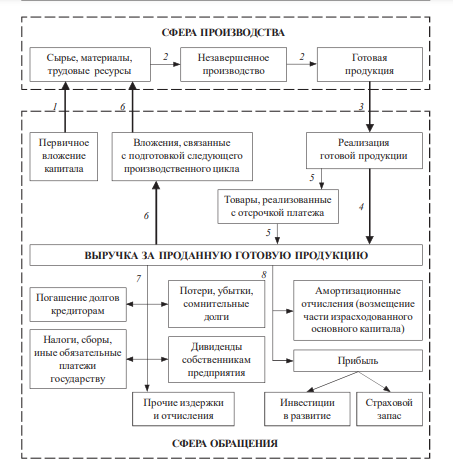 СФЕРА ПРОИЗВОДСТВА
Сырье, материалы,
трудовые ресурсы
2
Незавершенное
производство
2
Готовая
продукция
1
6
3
Первичное
вложение
капитала
Вложения, связанные
с подготовкой следующего
производственного цикла
Реализация
готовой продукции
5
Товары, реализованные
с отсрочкой платежа
4
6
5
ВЫРУЧКА ЗА ПРОДАННУЮ ГОТОВУЮ ПРОДУКЦИЮ
7
8
Погашение долгов
кредиторам
Потери, убытки,
сомнительные
долги
Амортизационные
отчисления (возмещение
части израсходованного
основного капитала)
Налоги, сборы,
иные обязательные
платежи
государству
Дивиденды
собственникам
предприятия
Прибыль
Прочие издержки
и отчисления
Инвестиции
в развитие
Страховой
запас
СФЕРА ОБРАЩЕНИЯ